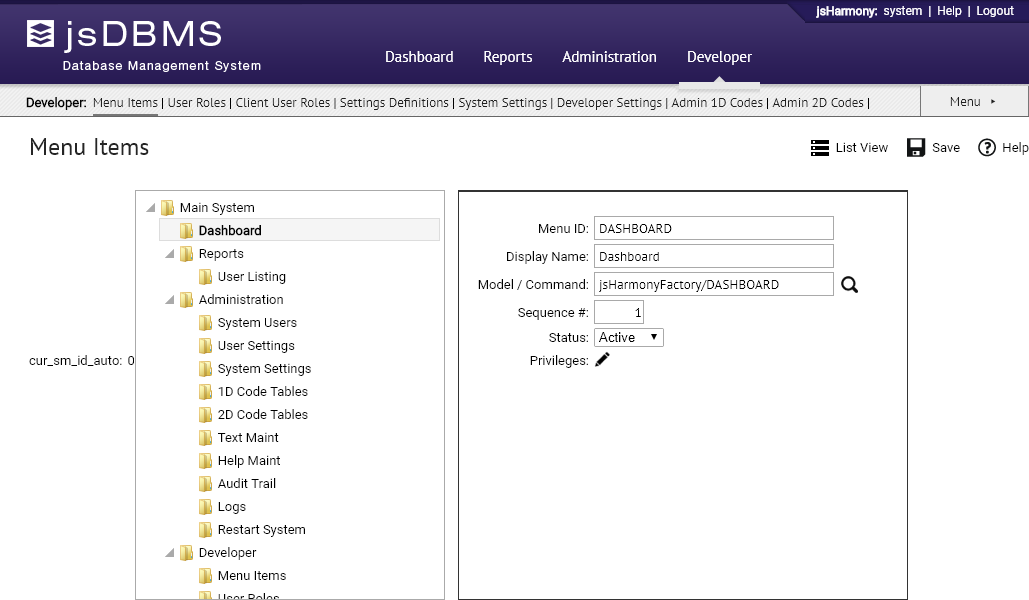 jsHarmony: system | Help | Logout
jsDBMS
Database Management System
Dashboard Reports Administration Developer
Developer: Menu Items | User Roles | Client User Roles | Settings Definitions | System Settings | Developer Settings | Admin 1D Codes | Admin 2D Codes |
Menu
Menu Items
List View Save Help
cur_sm_id_auto: 0
Main System
Dashboard
Reports
User Listing
Administration
System Users
User Settings
System Settings
1D Code Tables
2D Code Tables
Text Maint
Help Maint
Audit Trail
Logs
Restart System
Developer
Menu Items
User Roles
Menu ID: DASHBOARD
Display Name: Dashboard
Model / Command: jsHarmonyFactory/DASHBOARD
Sequence #: 1
Status: Active
Privileges: